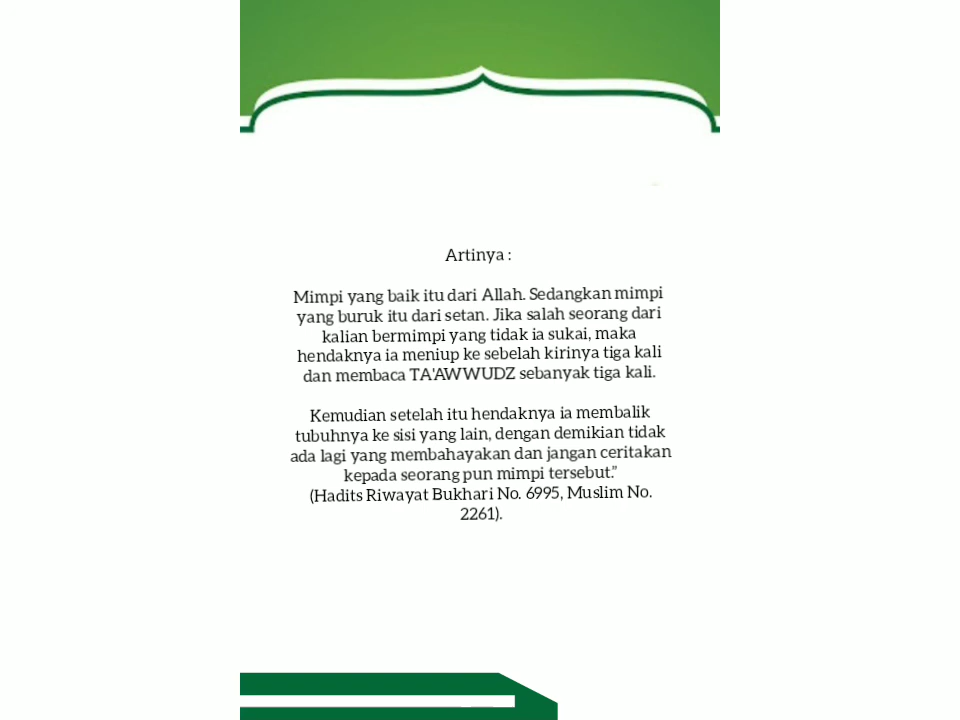 Artinya :
Mimpi yang baik itu dari Allah. Sedangkan mimpi
yang buruk itu dari setan. Jika salah seorang dari
kalian bermimpi yang tidak ia sukai, maka
hendaknya ia meniup ke sebelah kirinya tiga kali
dan membaca TA'AWWUDZ sebanyak tiga kali.
Kemudian setelah itu hendaknya ia membalik
tubuhnya ke sisi yang lain, dengan demikian tidak
ada lagi yang membahayakan dan jangan ceritakan
kepada seorang pun mimpi tersebut.”
(Hadits Riwayat Bukhari No. 6995, Muslim No.
2261).